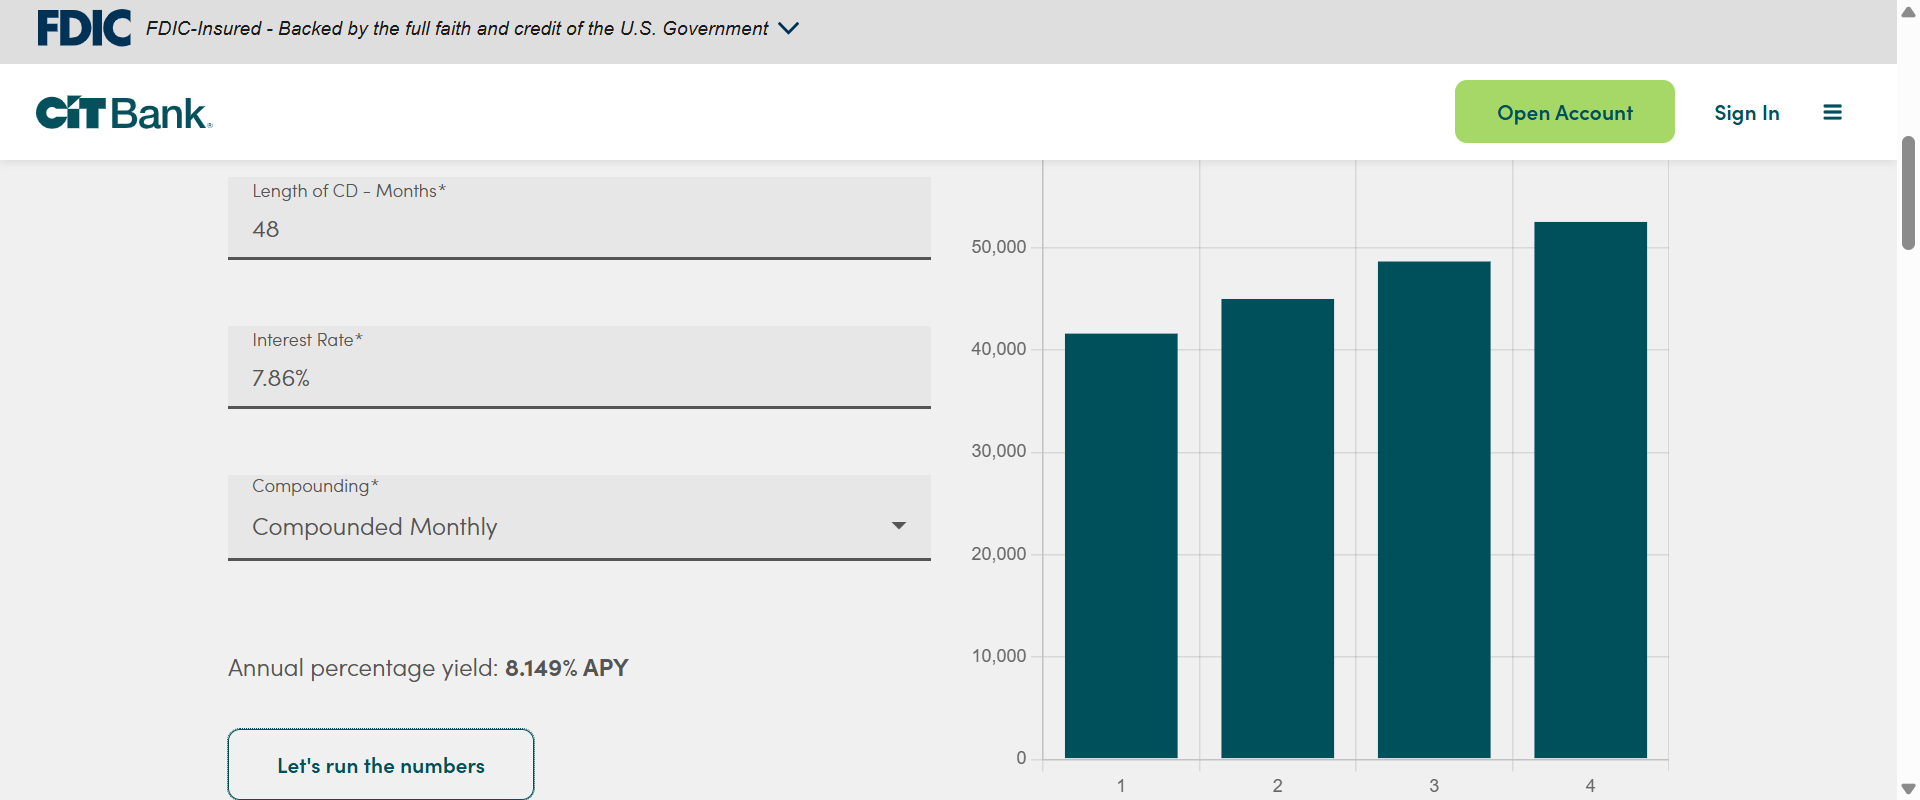 FDIC FDIC-Insured - Backed by the full faith and credit of the U.S. Government
CIT Bank®
Open Account
Sign In
Length of CD - Months*
48
Interest Rate*
7.86%
Compounding*
Compounded Monthly
Annual percentage yield: 8.149% APY
Let's run the numbers
50,000
40,000
30,000
20,000
10,000
0
1 2 3 4